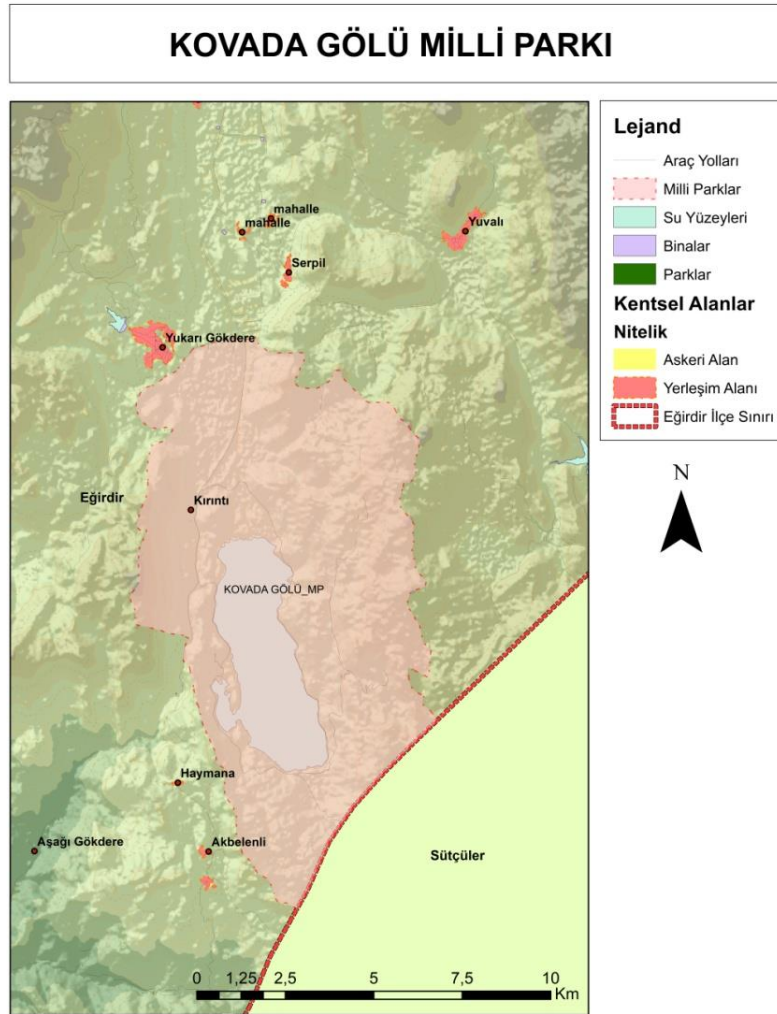 KOVADA GÖLÜ MİLLİ PARKI
mahalle
mahalle
Yuvalı
Serpil
Yukarı Gökdere
Eğirdir
Kırıntı
KOVADA GÖLÜ_MP
Haymana
Aşağı Gökdere
Akbelenli
Sütçüler
0 1,25 2,5 5 7,5 10
Km
Lejand
Araç Yolları
Milli Parklar
Su Yüzeyleri
Binalar
Parklar
Kentsel Alanlar
Nitelik
Askeri Alan
Yerleşim Alanı
Eğirdir İlçe Sınırı
N